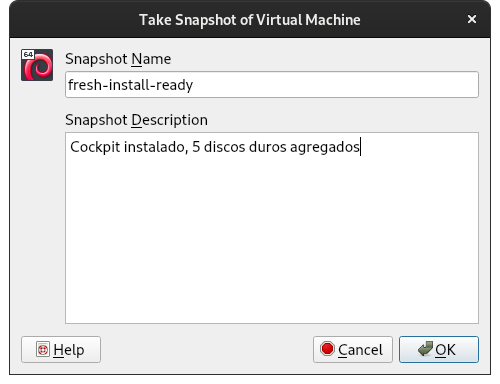 Take Snapshot of Virtual Machine
64
Snapshot Name
fresh-install-ready
Snapshot Description
Cockpit instalado, 5 discos duros agregados
Help
Cancel
OK